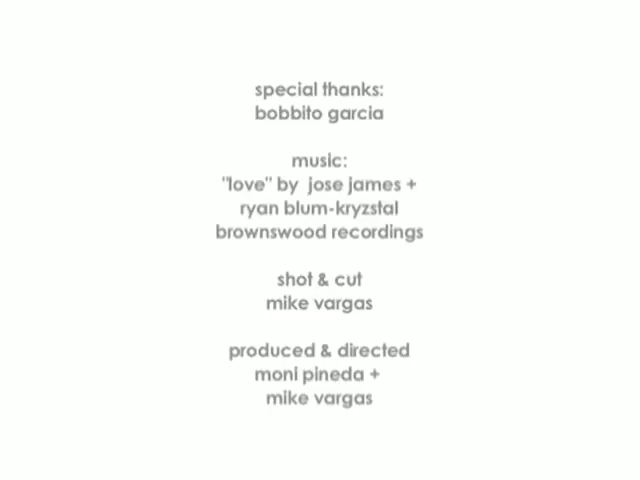 special thanks:
bobbito garcia
music:
"love" by  jose james +
ryan blum-kryzstal
brownswood recordings
shot & cut
mike vargas
produced & directed
moni pineda +
mike vargas